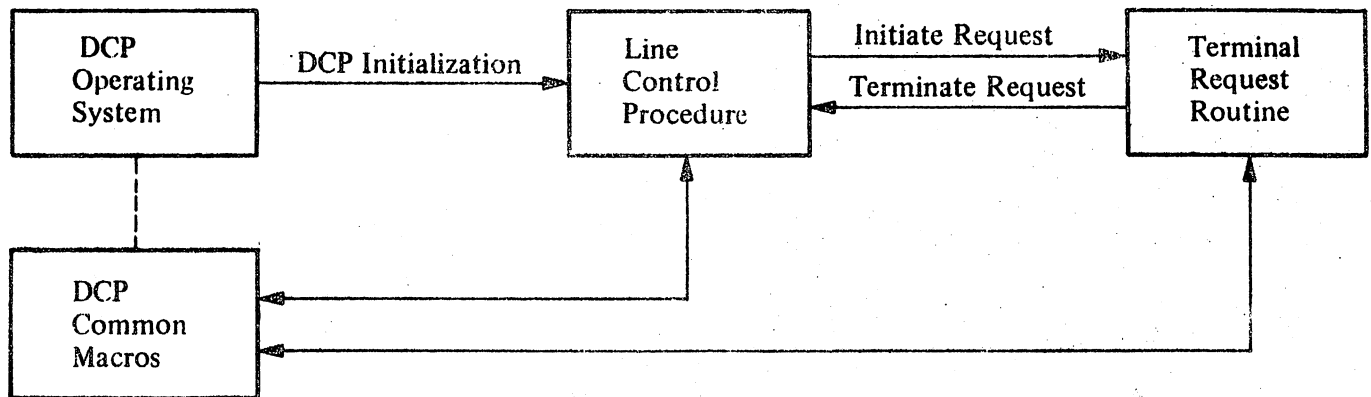 DCP
Operating
System
DCP Initialization
Line
Control
Procedure
Initiate Request
Terminate Request
Terminal
Request
Routine
DCP
Common
Macros